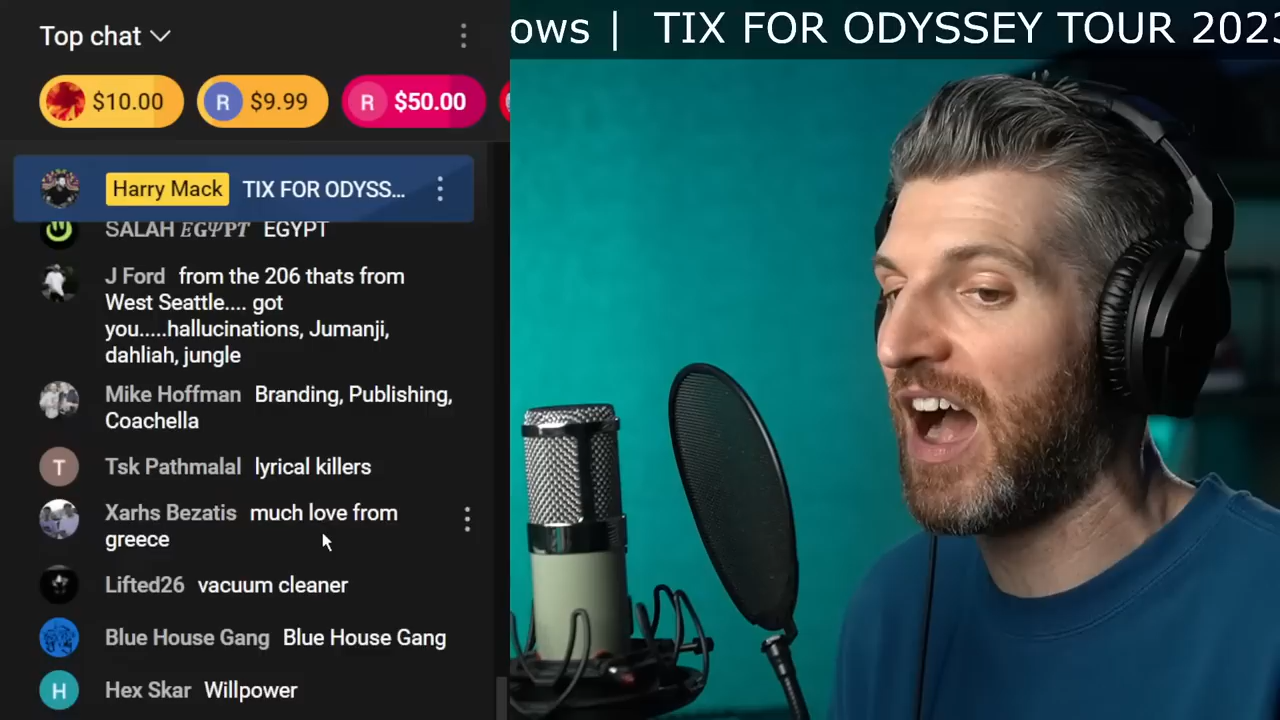 Top chat
ows | TIX FOR ODYSSEY TOUR 2023
$10.00 R $9.99 R $50.00
Harry Mack TIX FOR ODYSS...
SALAH 𝑬𝑮𝜳𝑷𝑻 EGYPT
J Ford from the 206 thats from
West Seattle.... got
you.....hallucinations, Jumanji,
dahliah, jungle
Mike Hoffman Branding, Publishing,
Coachella
T Tsk Pathmalal lyrical killers
Xarhs Bezatis much love from
greece
Lifted26 vacuum cleaner
Blue House Gang Blue House Gang
H Hex Skar Willpower